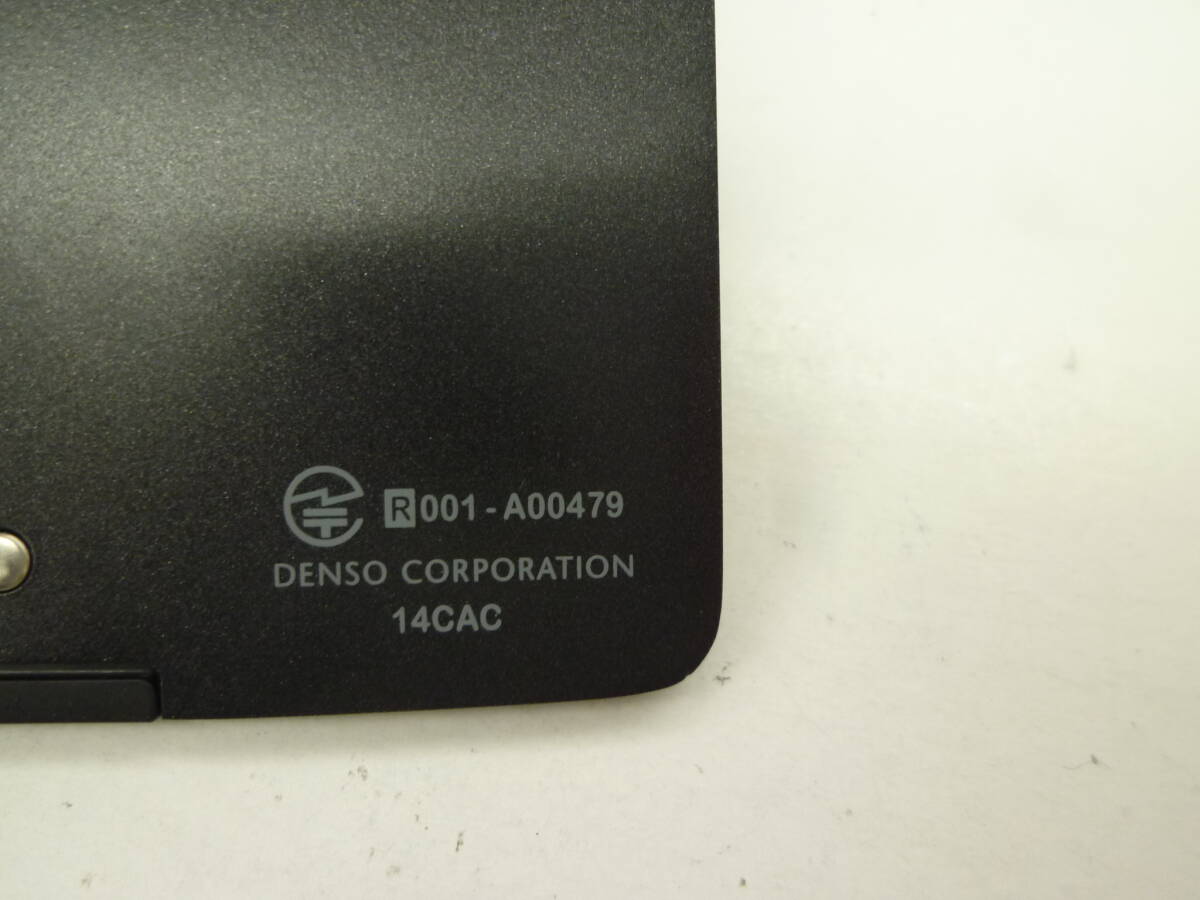 R001-A00479
DENSO CORPORATION
14CAC